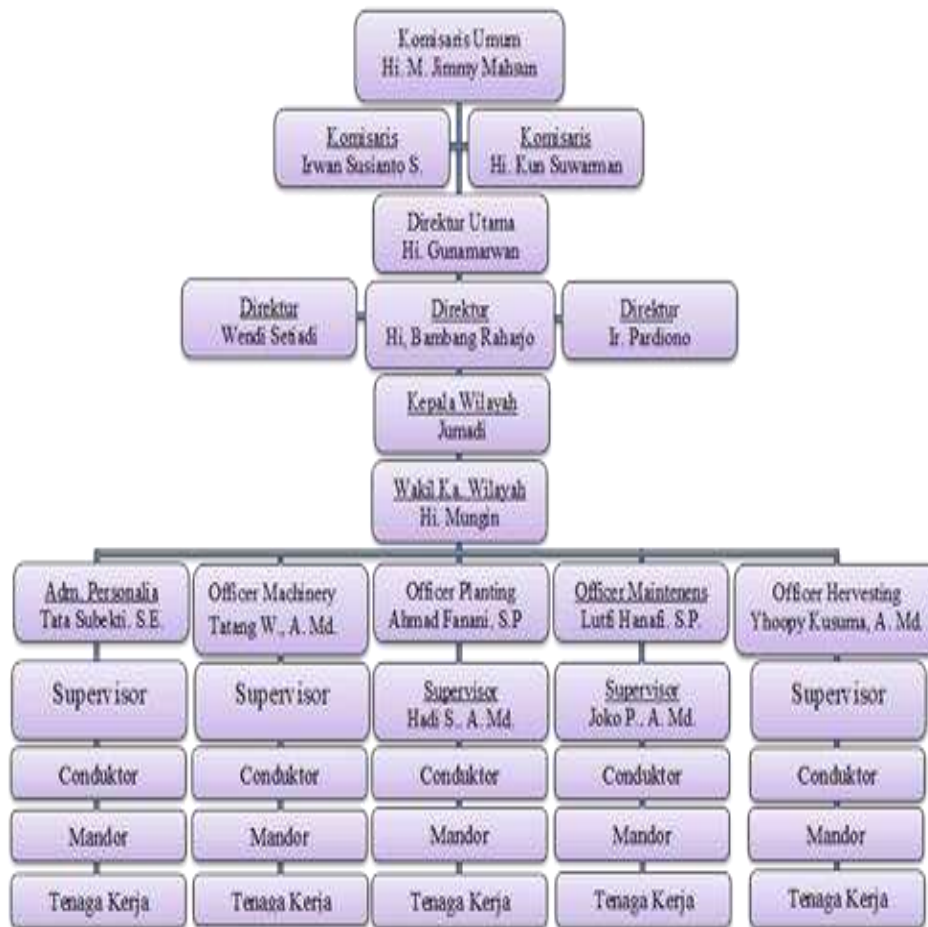 Komisaris Umum
Hi. M. Jimmy Mahsun
Komisaris
Irwan Susianto S.
Komisaris
Hi. Kun Suwarman
Direktur Utama
Hi. Gunamarwan
Direktur
Wendi Setiadi
Direktur
Hi, Bambang Raharjo
Direktur
Ir. Pardiono
Kepala Wilayah
Jumadi
Wakil Ka. Wilayah
Hi. Mungin
Adm. Personalia
Tata Subekti, S.E.
Officer Machinery
Tatang W., A. Md.
Officer Planting
Ahmad Fanani, S.P
Officer Maintenens
Lutfi Hanafi, S.P.
Officer Hervesting
Yhoopy Kusuma, A. Md.
Supervisor
Supervisor
Supervisor
Hadi S., A. Md.
Supervisor
Joko P., A. Md.
Supervisor
Conduktor
Conduktor
Conduktor
Conduktor
Conduktor
Mandor
Mandor
Mandor
Mandor
Mandor
Tenaga Kerja
Tenaga Kerja
Tenaga Kerja
Tenaga Kerja
Tenaga Kerja